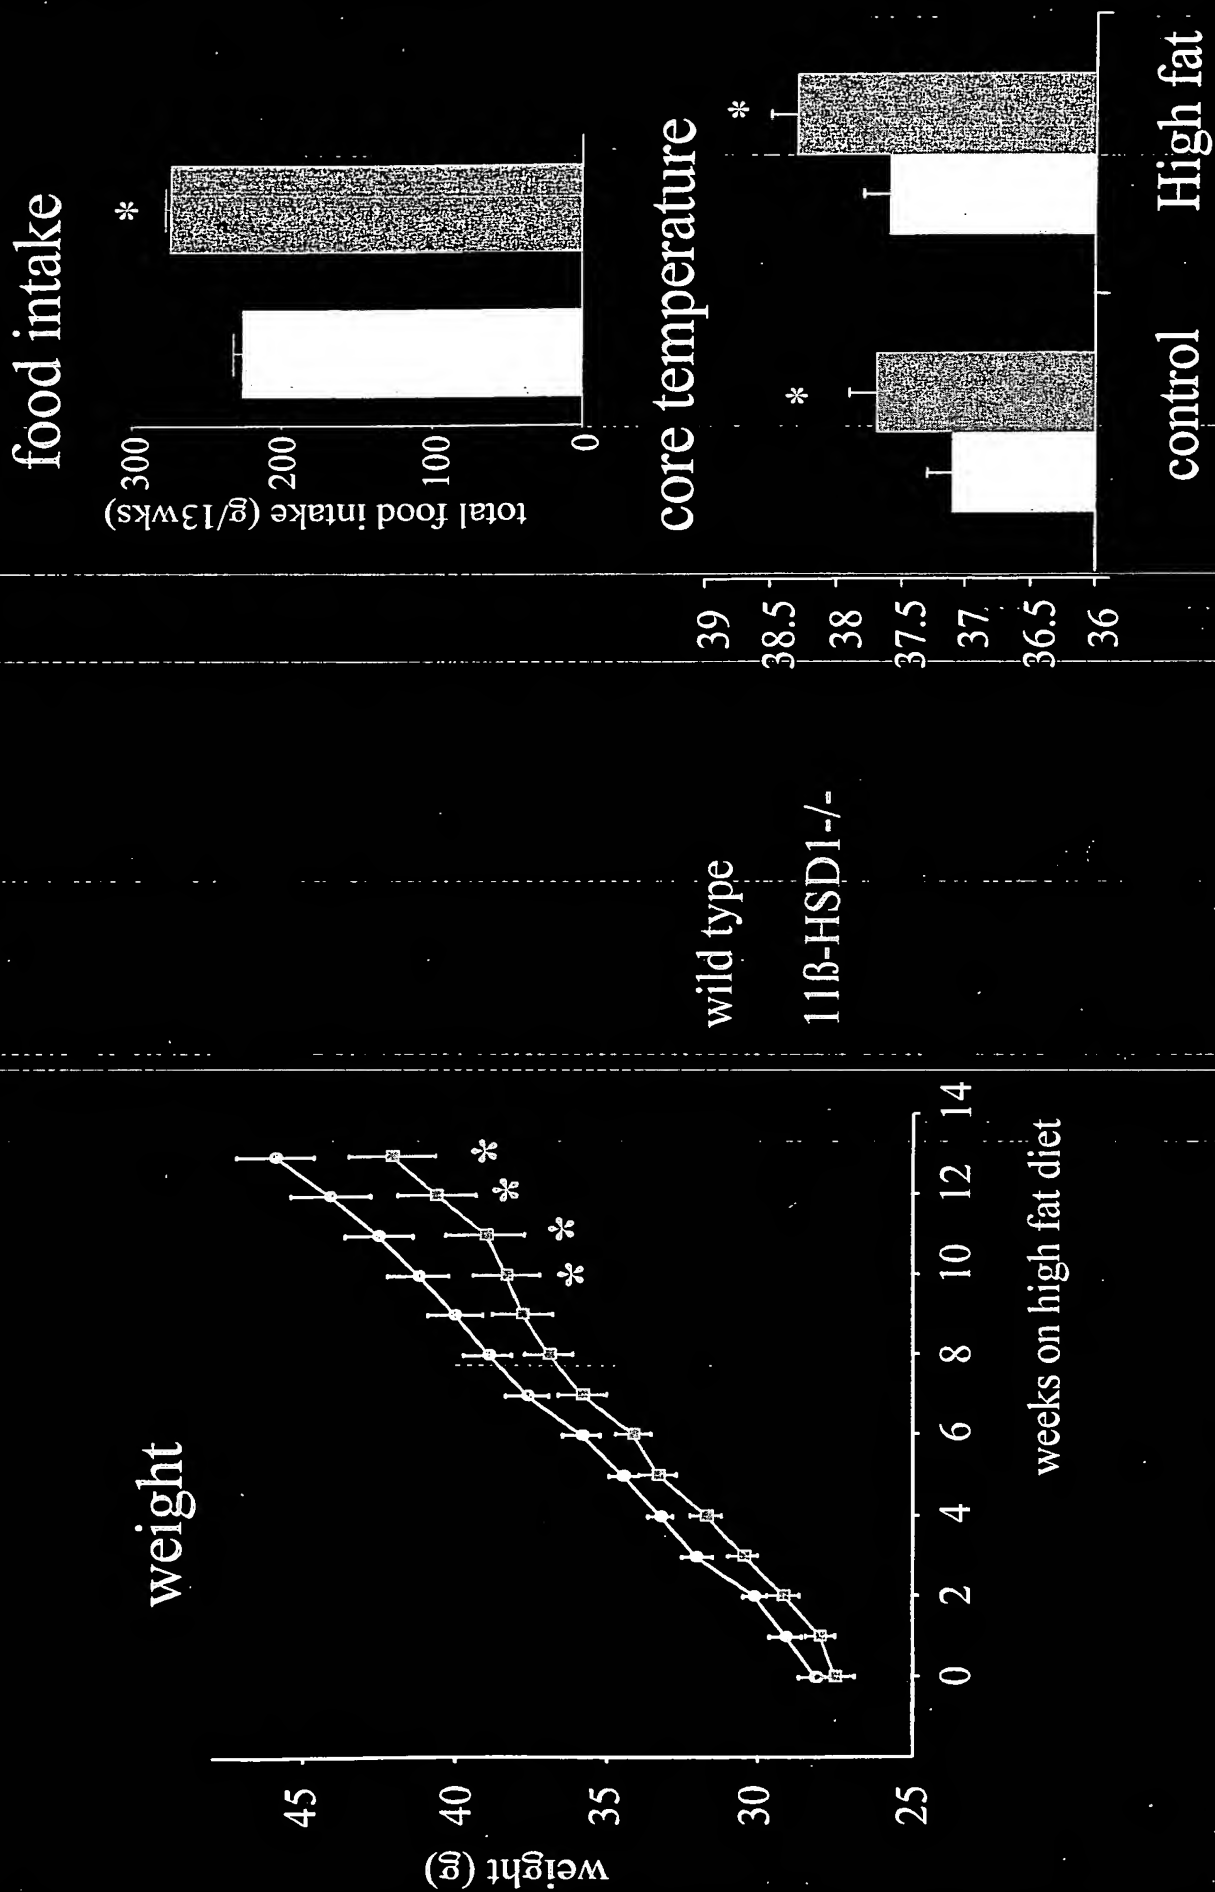 weight
weight (g)
45
40
35
30
25
0 2 4 6 8 10 12 14
weeks on high fat diet
* * * *
wild type
11ß-HSD1-/-
food intake
total food intake (g/13wks)
300
200
100
0
*
core temperature
39
38.5
38
37.5
37
36.5
36
* *
control High fat